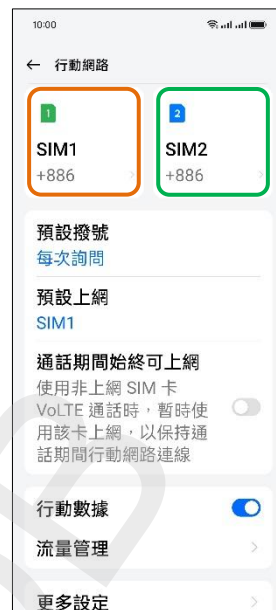 10:00
← 行動網路
1
2
SIM1
SIM2
+886
+886
預設撥號
每次詢問
預設上網
SIM1
通話期間始終可上網
使用非上網 SIM 卡
VoLTE 通話時，暫時使
用該卡上網，以保持通
話期間行動網路連線
行動數據
流量管理
更多設定